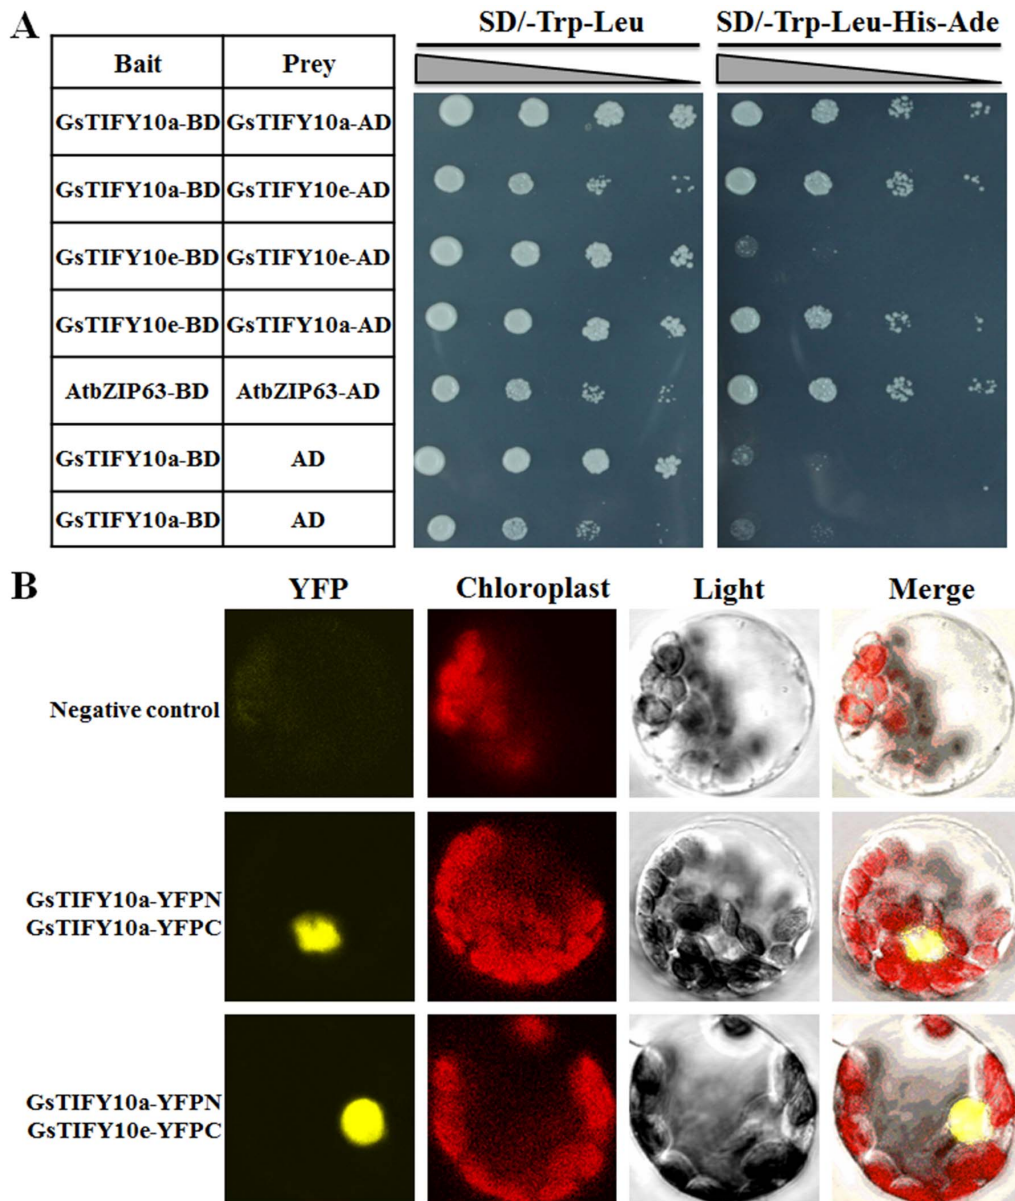 A
SD/-Trp-Leu
SD/-Trp-Leu-His-Ade
Bait Prey
GsTIFY10a-BD GsTIFY10a-AD
GsTIFY10a-BD GsTIFY10e-AD
GsTIFY10e-BD GsTIFY10e-AD
GsTIFY10e-BD GsTIFY10a-AD
AtbZIP63-BD AtbZIP63-AD
GsTIFY10a-BD AD
GsTIFY10a-BD AD
B
YFP Chloroplast Light Merge
Negative control
GsTIFY10a-YFPN
GsTIFY10a-YFPC
GsTIFY10a-YFPN
GsTIFY10e-YFPC